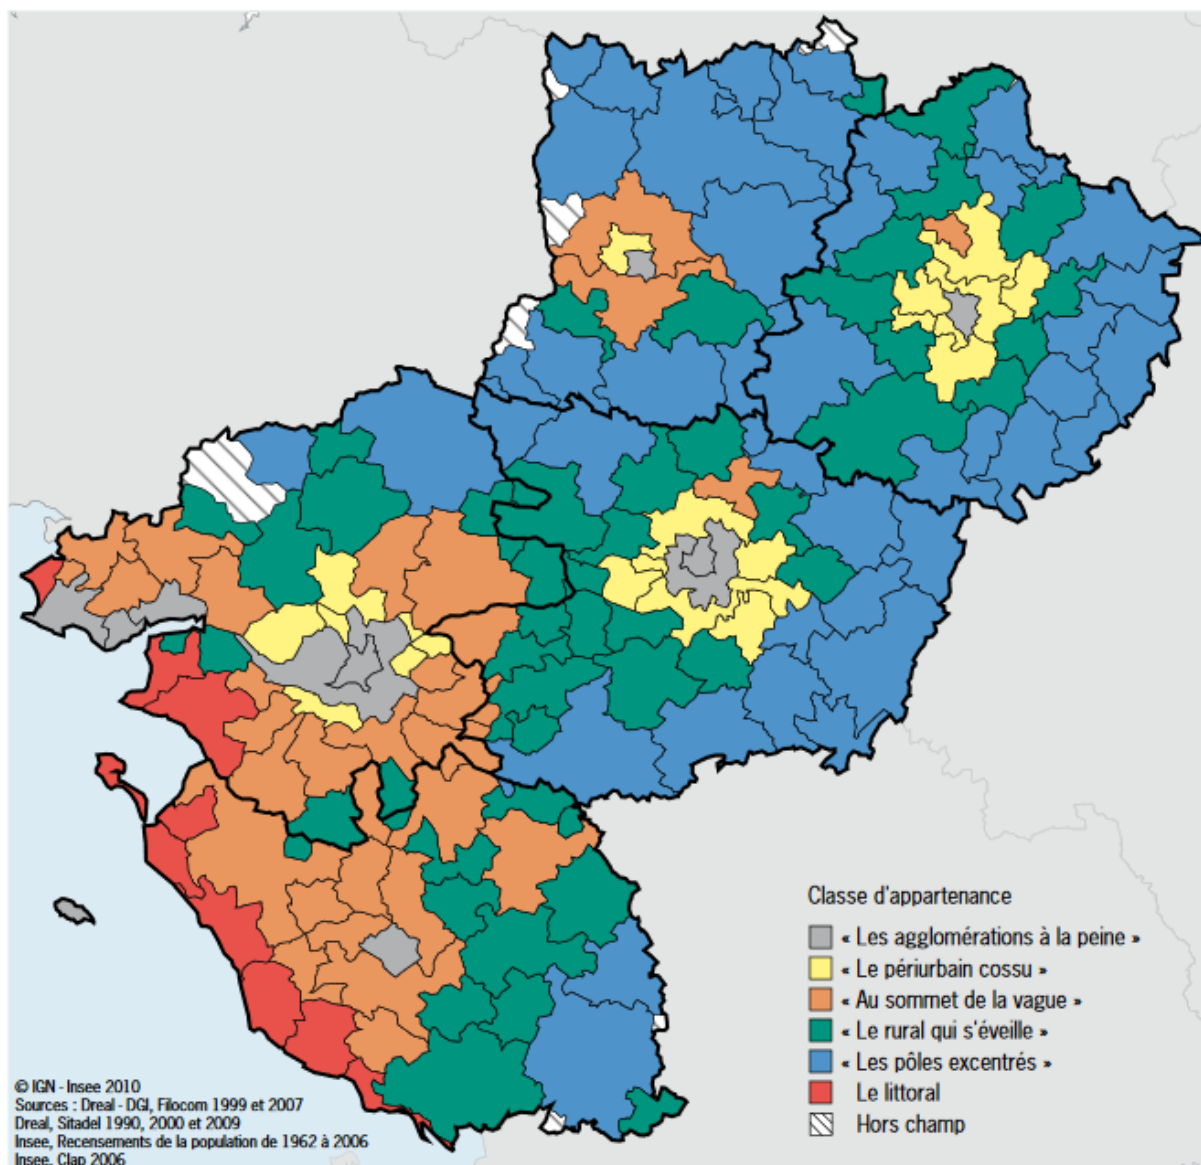 Classe d'appartenance
« Les agglomérations à la peine »
« Le périurbain cossu »
« Au sommet de la vague »
« Le rural qui s'éveille »
« Les pôles excentrés »
Le littoral
Hors champ
© IGN - Insee 2010
Sources : Dreal - DGI, Filocom 1999 et 2007
Dreal, Sitadel 1990, 2000 et 2009
Insee, Recensements de la population de 1962 à 2006
Insee, Clap 2006